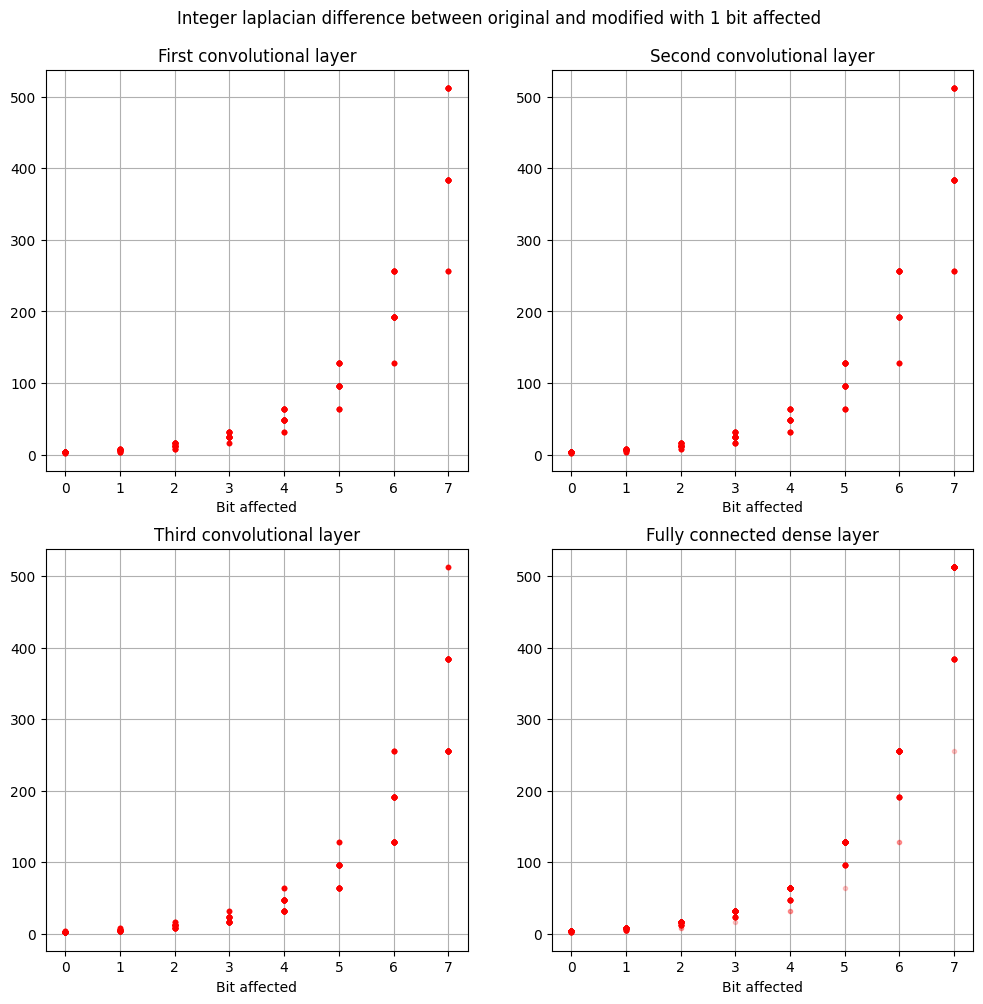 Integer laplacian difference between original and modified with 1 bit affected
First convolutional layer
500
400
300
200
100
0
0 1 2 3 4 5 6 7
Bit affected
Second convolutional layer
500
400
300
200
100
0
0 1 2 3 4 5 6 7
Bit affected
Third convolutional layer
500
400
300
200
100
0
0 1 2 3 4 5 6 7
Bit affected
Fully connected dense layer
500
400
300
200
100
0
0 1 2 3 4 5 6 7
Bit affected